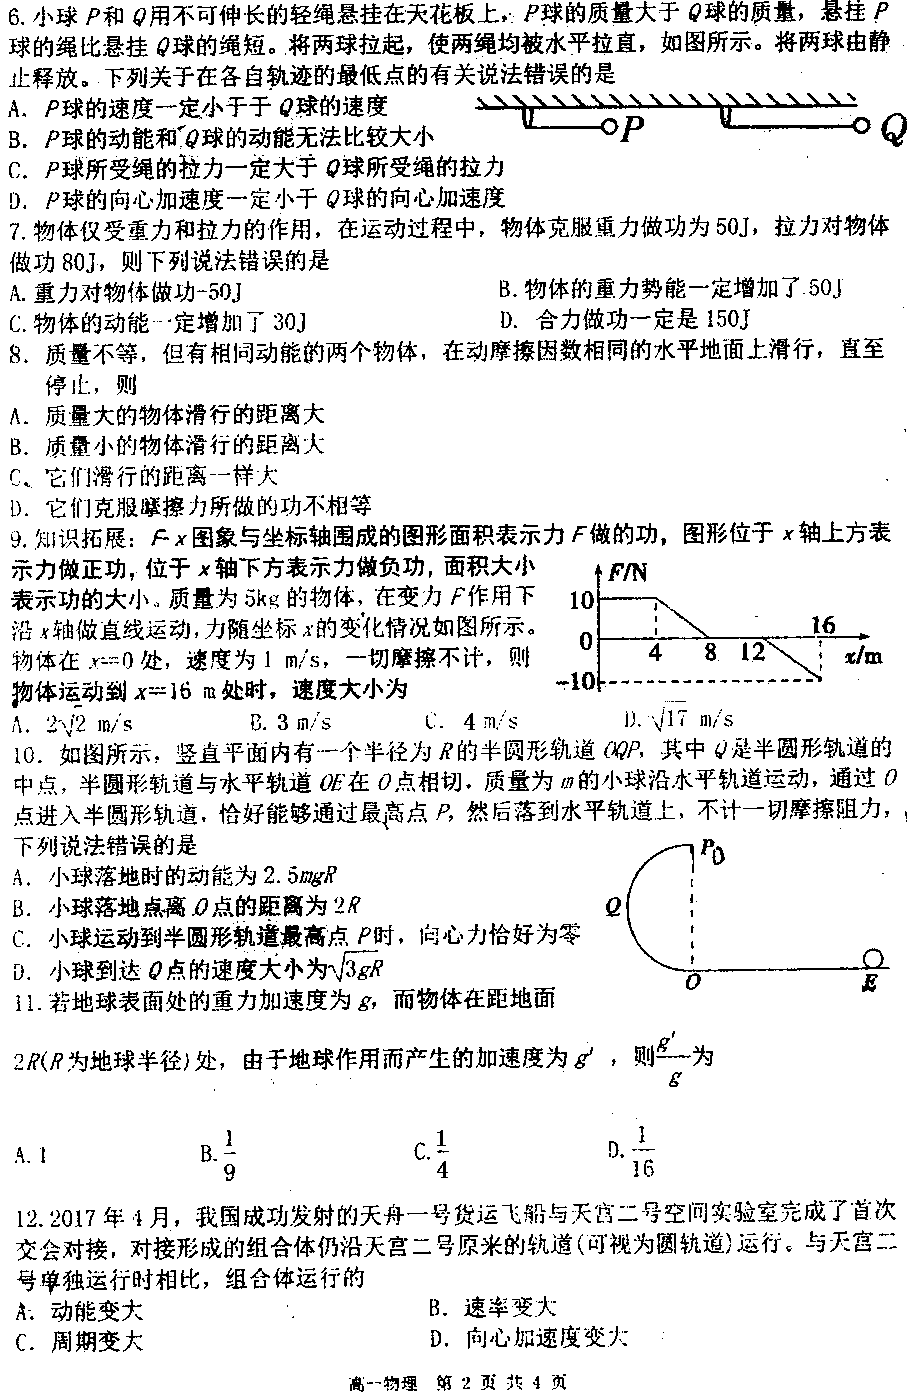 6.小球P和Q用不可伸长的轻绳悬挂在天花板上,P球的质量大于Q球的质量,悬挂P
球的绳比悬挂Q球的绳短。将两球拉起,使两绳均被水平拉直,如图所示。将两球由静
止释放。下列关于在各自轨迹的最低点的有关说法错误的是
A. P球的速度一定小于于Q球的速度
B. P球的动能和Q球的动能无法比较大小
P
Q
C. P球所受绳的拉力一定大于Q球所受绳的拉力
D. P球的向心加速度一定小于Q球的向心加速度
7.物体仅受重力和拉力的作用,在运动过程中,物体克服重力做功为50J,拉力对物体
做功80J,则下列说法错误的是
A.重力对物体做功-50J B.物体的重力势能一定增加了50J
C.物体的动能一定增加了30J D. 合力做功一定是150J
8. 质量不等,但有相同动能的两个物体,在动摩擦因数相同的水平地面上滑行,直至
停止,则
A. 质量大的物体滑行的距离大
B. 质量小的物体滑行的距离大
C. 它们滑行的距离一样大
D. 它们克服摩擦力所做的功不相等
9.知识拓展:F-x图象与坐标轴围成的图形面积表示力F做的功,图形位于x轴上方表
示力做正功,位于x轴下方表示力做负功,面积大小
表示功的大小。质量为5kg的物体,在变力F作用下
沿x轴做直线运动,力随坐标x的变化情况如图所示。
物体在x=0处,速度为1 m/s,一切摩擦不计,则
物体运动到x=16 m处时,速度大小为
F/N
10
0 4 8 12 16 x/m
-10
A. 2√2 m/s B. 3 m/s C. 4 m/s D. √17 m/s
10. 如图所示,竖直平面内有一个半径为R的半圆形轨道OQP,其中Q是半圆形轨道的
中点,半圆形轨道与水平轨道OE在O点相切,质量为m的小球沿水平轨道运动,通过O
点进入半圆形轨道,恰好能够通过最高点P,然后落到水平轨道上,不计一切摩擦阻力,
下列说法错误的是
A. 小球落地时的动能为2.5mgR
B. 小球落地点离O点的距离为2R
C. 小球运动到半圆形轨道最高点P时,向心力恰好为零
D. 小球到达Q点的速度大小为√3gR
P
Q
O E
11.若地球表面处的重力加速度为g,而物体在距地面
2R(R为地球半径)处,由于地球作用而产生的加速度为g′,则g′/g为
A.1 B.1/9 C.1/4 D.1/16
12.2017年4月,我国成功发射的天舟一号货运飞船与天宫二号空间实验室完成了首次
交会对接,对接形成的组合体仍沿天宫二号原来的轨道(可视为圆轨道)运行。与天宫二
号单独运行时相比,组合体运行的
A. 动能变大 B. 速率变大
C. 周期变大 D. 向心加速度变大
高一物理 第 2 页 共 4 页